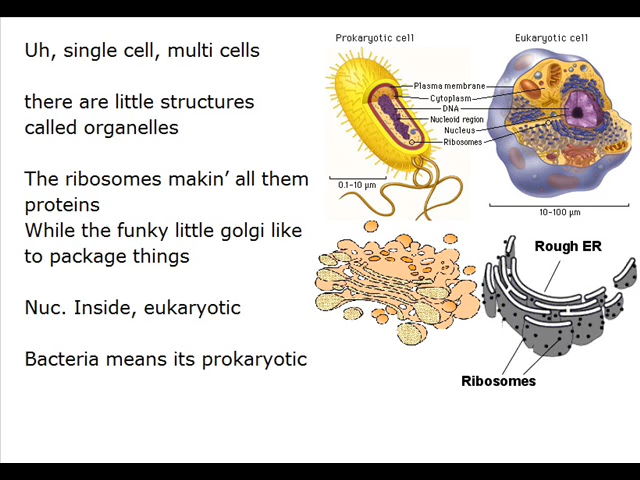 Uh, single cell, multi cells
there are little structures
called organelles
The ribosomes makin’ all them
proteins
While the funky little golgi like
to package things
Nuc. Inside, eukaryotic
Bacteria means its prokaryotic
Prokaryotic cell
Eukaryotic cell
Plasma membrane
Cytoplasm
DNA
Nucleoid region
Nucleus
Ribosomes
0.1–10 µm
10–100 µm
Rough ER
Ribosomes